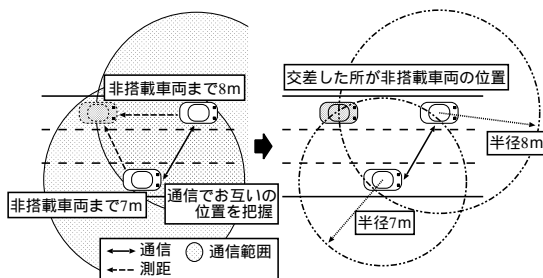 非搭載車両まで8m
非搭載車両まで7m
通信でお互いの
位置を把握
通信
測距
通信範囲
交差した所が非搭載車両の位置
半径8m
半径7m